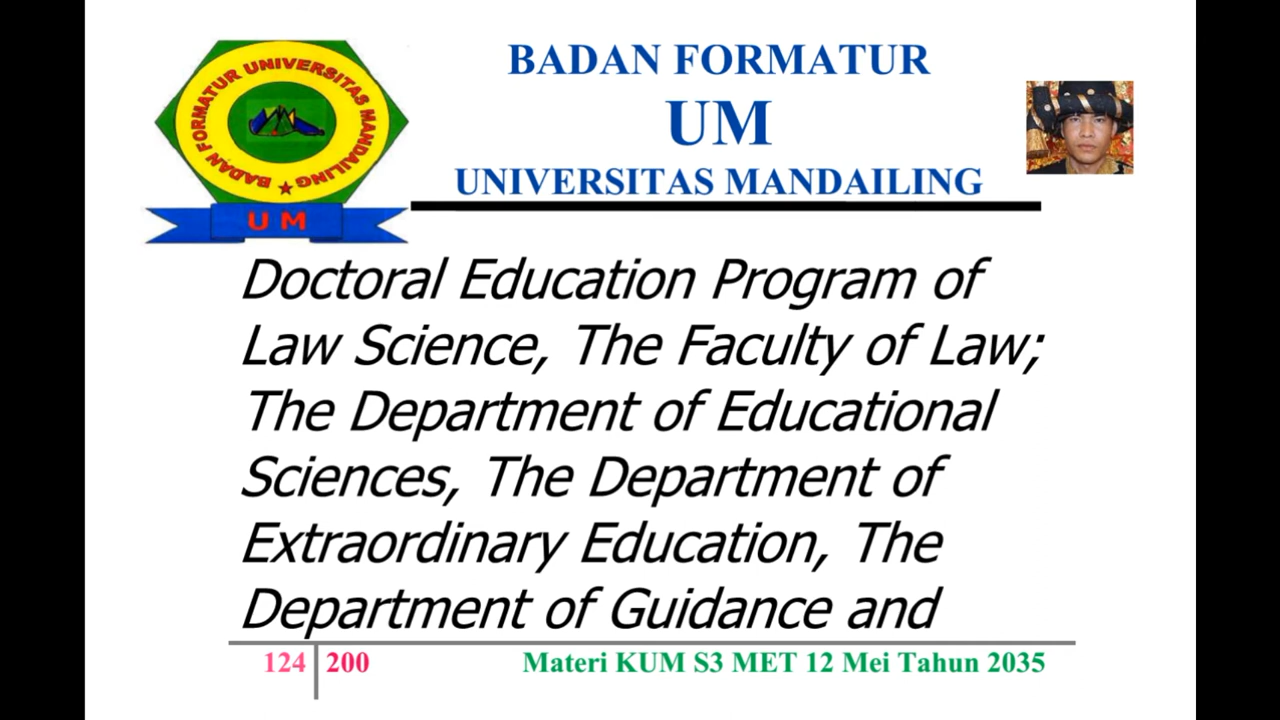 BADAN FORMATUR UNIVERSITAS MANDAILING
BADAN FORMATUR
UM
UNIVERSITAS MANDAILING
UM
Doctoral Education Program of
Law Science, The Faculty of Law;
The Department of Educational
Sciences, The Department of
Extraordinary Education, The
Department of Guidance and
124 200 Materi KUM S3 MET 12 Mei Tahun 2035